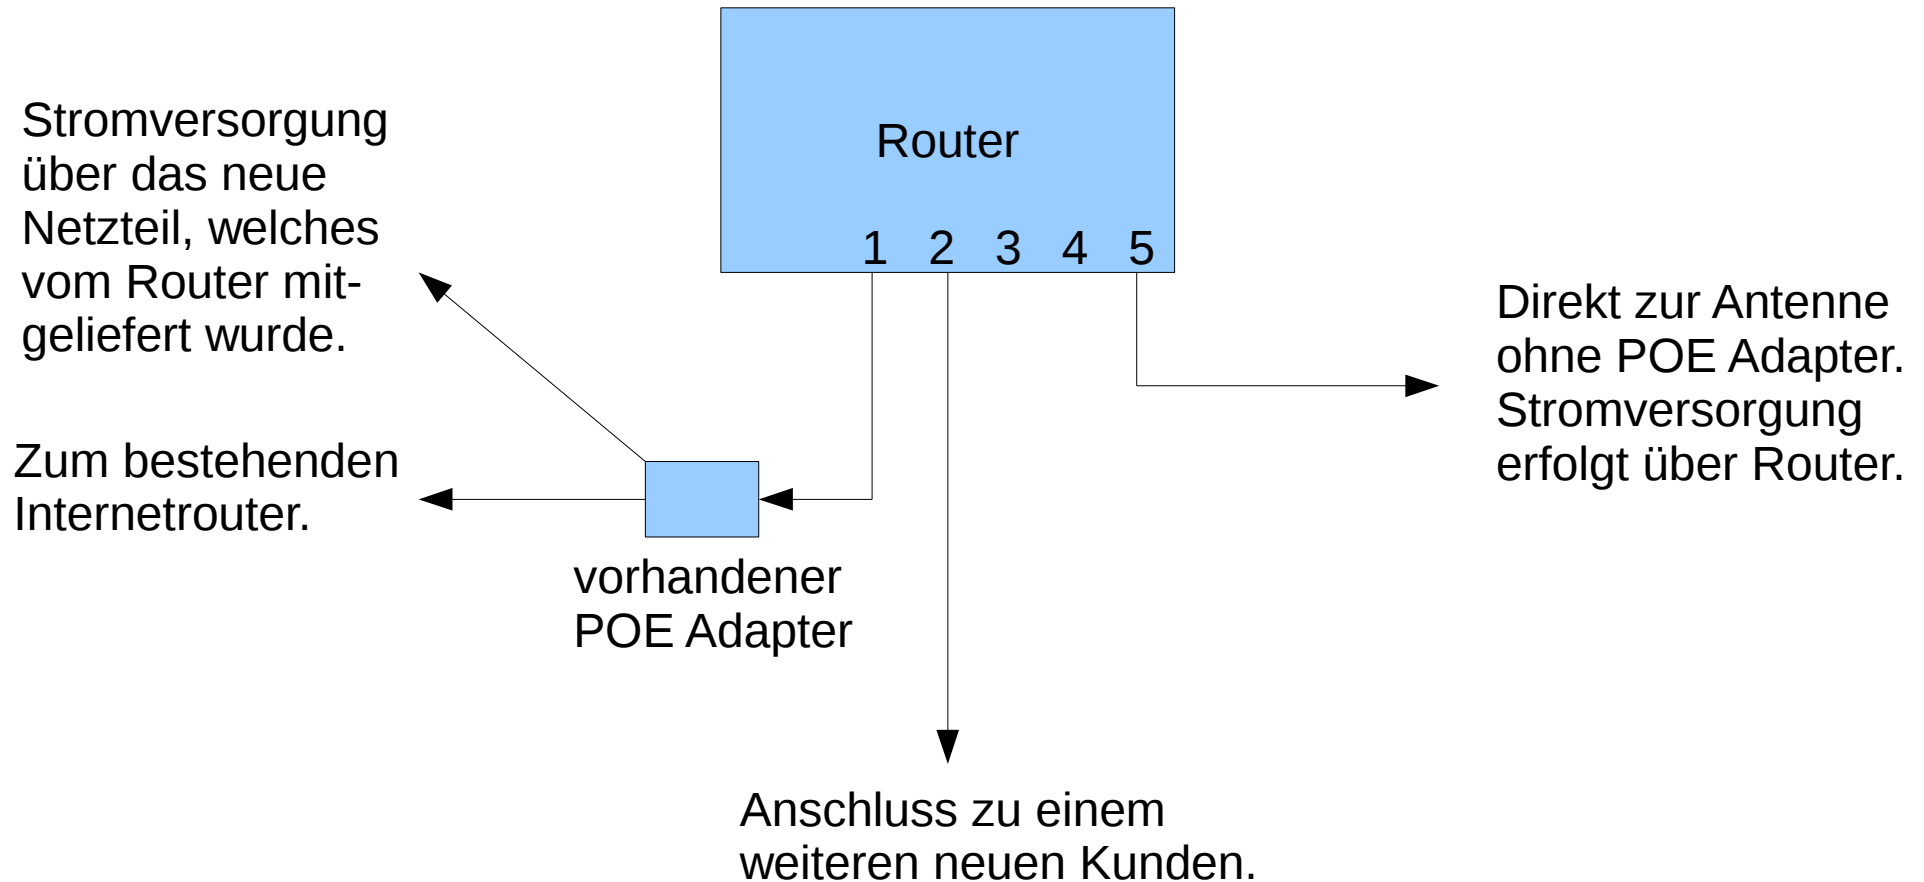 Router
1 2 3 4 5
Stromversorgung
über das neue
Netzteil, welches
vom Router mit-
geliefert wurde.
Direkt zur Antenne
ohne POE Adapter.
Stromversorgung
erfolgt über Router.
Zum bestehenden
Internetrouter.
vorhandener
POE Adapter
Anschluss zu einem
weiteren neuen Kunden.